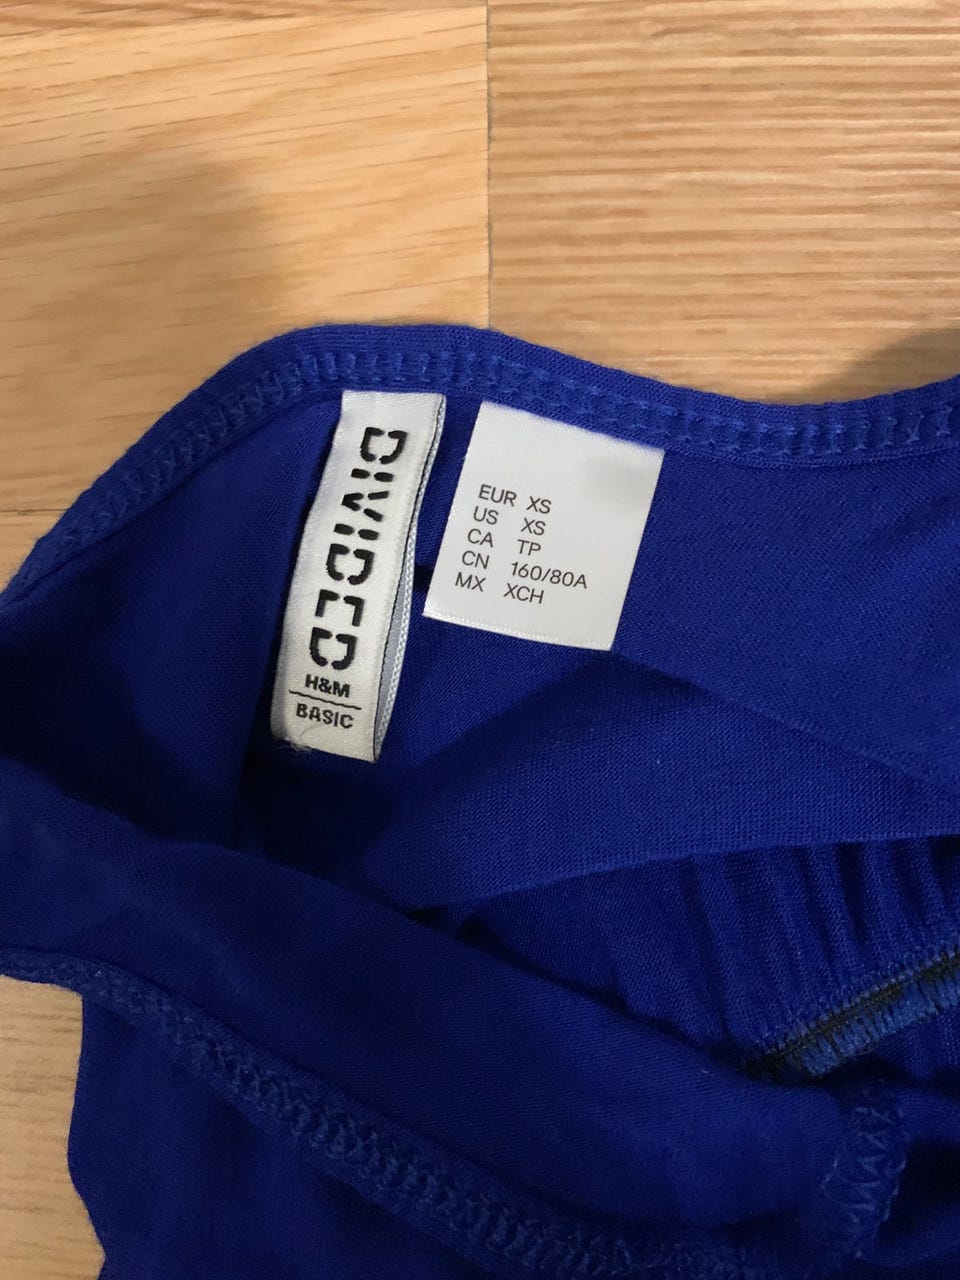 DIVIDED
H&M
BASIC
EUR XS
US XS
CA TP
CN 160/80A
MX XCH